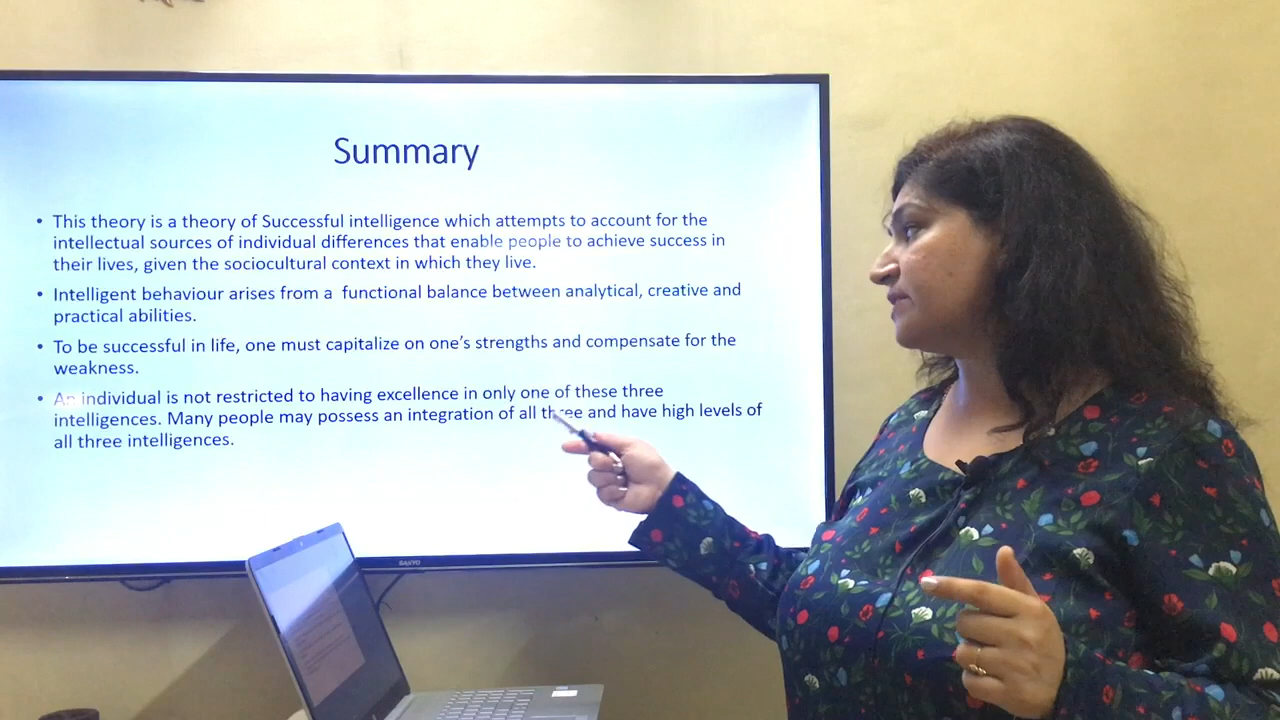 Summary
• This theory is a theory of Successful intelligence which attempts to account for the
intellectual sources of individual differences that enable people to achieve success in
their lives, given the sociocultural context in which they live.
• Intelligent behaviour arises from a functional balance between analytical, creative and
practical abilities.
• To be successful in life, one must capitalize on one's strengths and compensate for the
weakness.
• An individual is not restricted to having excellence in only one of these three
intelligences. Many people may possess an integration of all three and have high levels of
all three intelligences.
SANYO